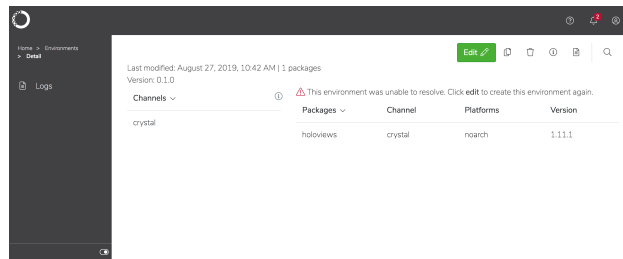 2
Home > Environments
> Detail
Logs
Edit
Last modified: August 27, 2019, 10:42 AM | 1 packages
Version: 0.1.0
Channels
This environment was unable to resolve. Click edit to create this environment again.
Packages Channel Platforms Version
crystal
holoviews crystal noarch 1.11.1